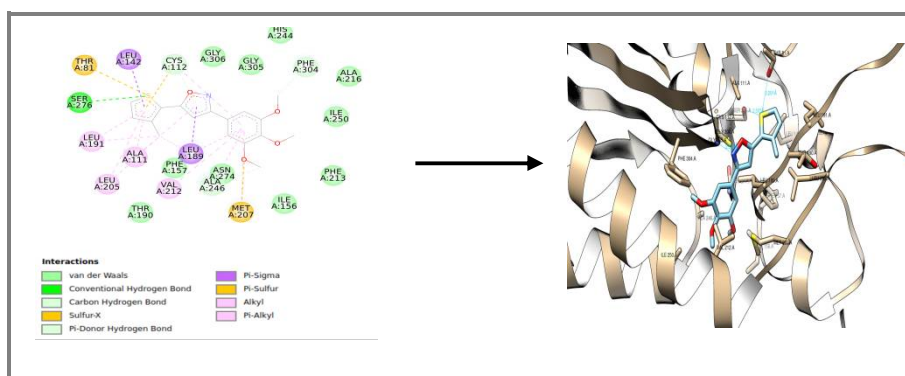 HIS
A:244
THR
A:81
LEU
A:142
CYS
A:112
GLY
A:306
GLY
A:305
PHE
A:304
ALA
A:216
SER
A:276
O
N
ILE
A:250
LEU
A:191
ALA
A:111
PHE
A:157
LEU
A:189
ASN
A:274
ALA
A:246
PHE
A:213
LEU
A:205
VAL
A:212
THR
A:190
MET
A:207
ILE
A:156
Interactions
van der Waals
Conventional Hydrogen Bond
Carbon Hydrogen Bond
Sulfur-X
Pi-Donor Hydrogen Bond
Pi-Sigma
Pi-Sulfur
Alkyl
Pi-Alkyl